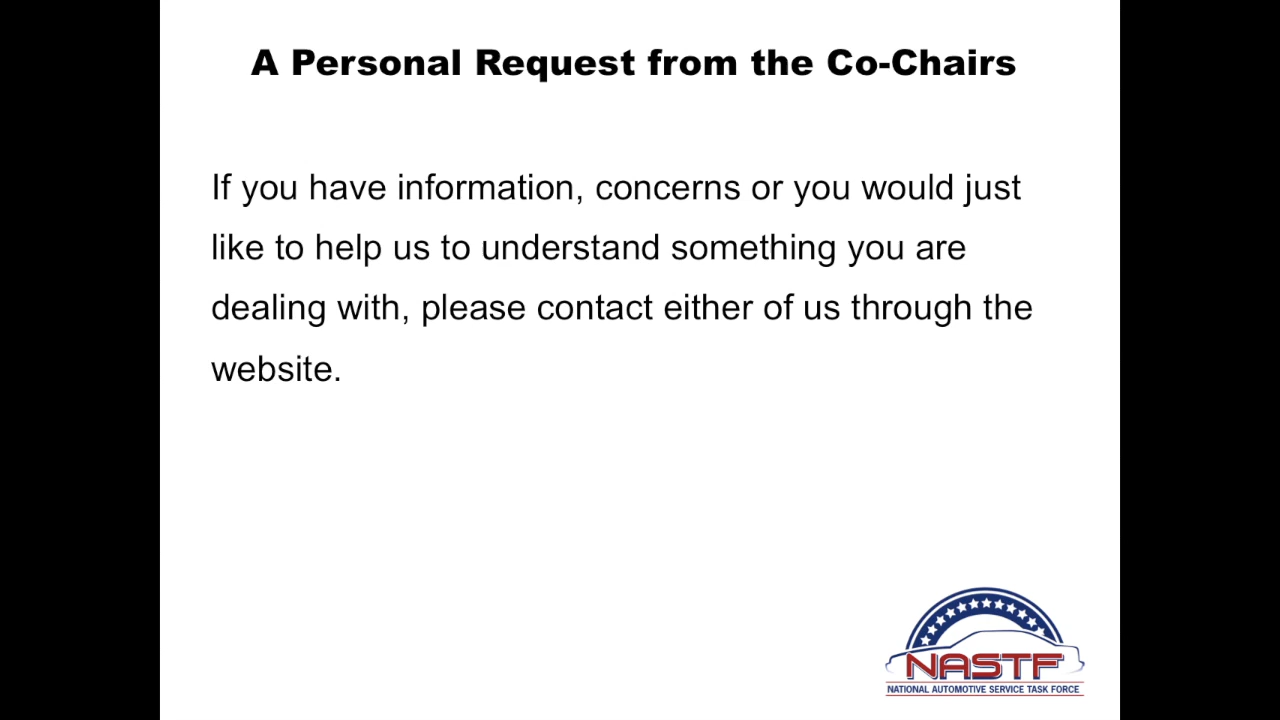 A Personal Request from the Co-Chairs
If you have information, concerns or you would just
like to help us to understand something you are
dealing with, please contact either of us through the
website.
NASTF
NATIONAL AUTOMOTIVE SERVICE TASK FORCE